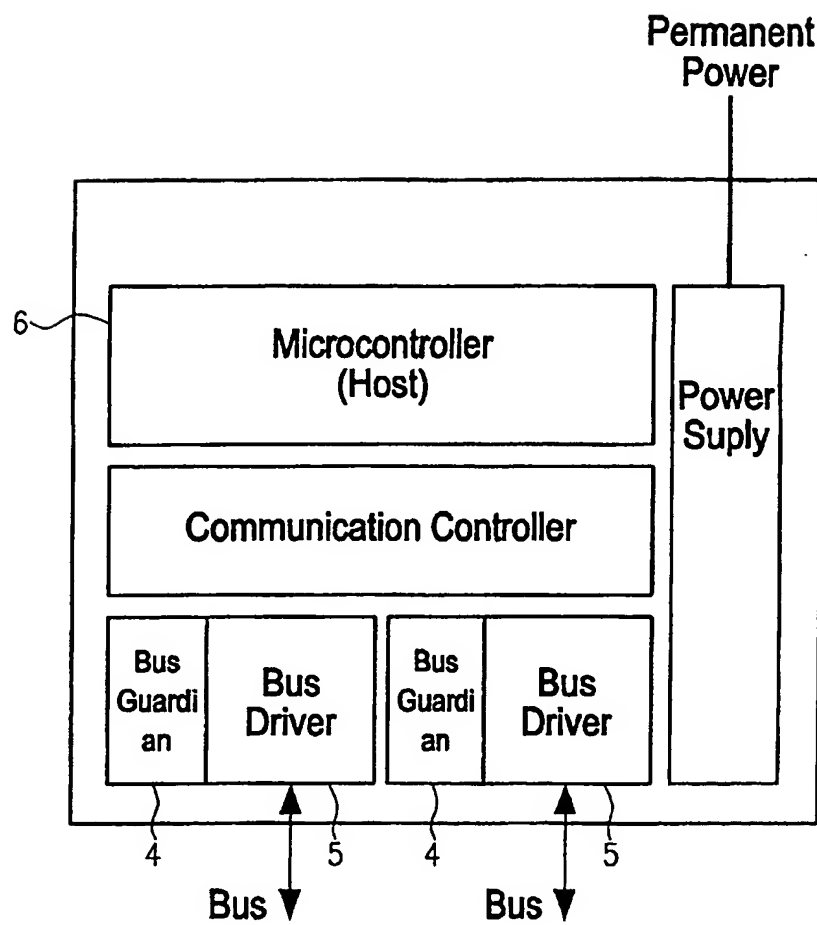 Permanent
Power
6
Microcontroller
(Host)
Power
Suply
Communication Controller
Bus
Guardi
an
Bus
Driver
Bus
Guardi
an
Bus
Driver
4
5
4
5
Bus
Bus